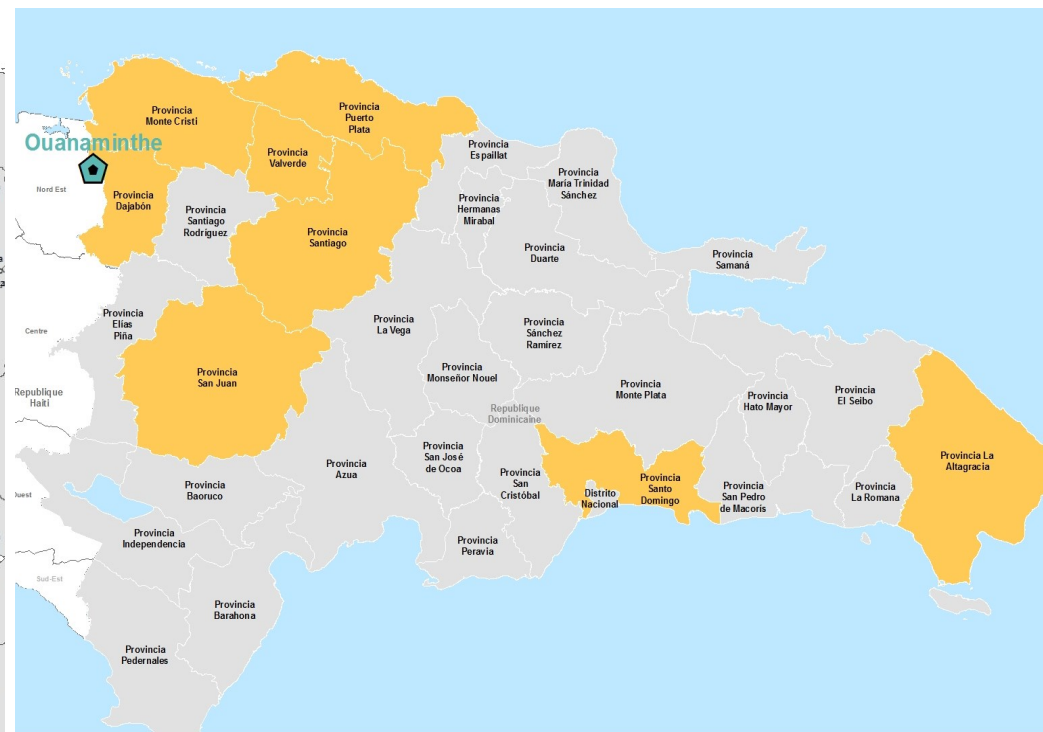 Provincia
Monte Cristi
Provincia
Puerto
Plata
Ouanaminthe
Provincia
Espaillat
Provincia
Valverde
Provincia
María Trinidad
Sánchez
Nord Est
Provincia
Dajabón
Provincia
Santiago
Rodriguez
Provincia
Hermanas
Mirabal
Provincia
Santiago
Provincia
Duarte
Provincia
Samaná
Provincia
Elías
Piña
Centre
Provincia
La Vega
Provincia
Sánchez
Ramírez
Provincia
San Juan
Provincia
Monseñor Nouel
Provincia
Monte Plata
Provincia
Hato Mayor
Provincia
El Seibo
Republique
Haiti
Republique
Dominicaine
Provincia La
Altagracia
Provincia
San José
de Ocoa
Provincia
Azua
Provincia
San
Cristóbal
Distrito
Nacional
Provincia
Santo
Domingo
Provincia
San Pedro
de Macoris
Provincia
La Romana
Provincia
Baoruco
Provincia
Independencia
Provincia
Peravia
Sud-Est
Provincia
Barahona
Provincia
Pedernales